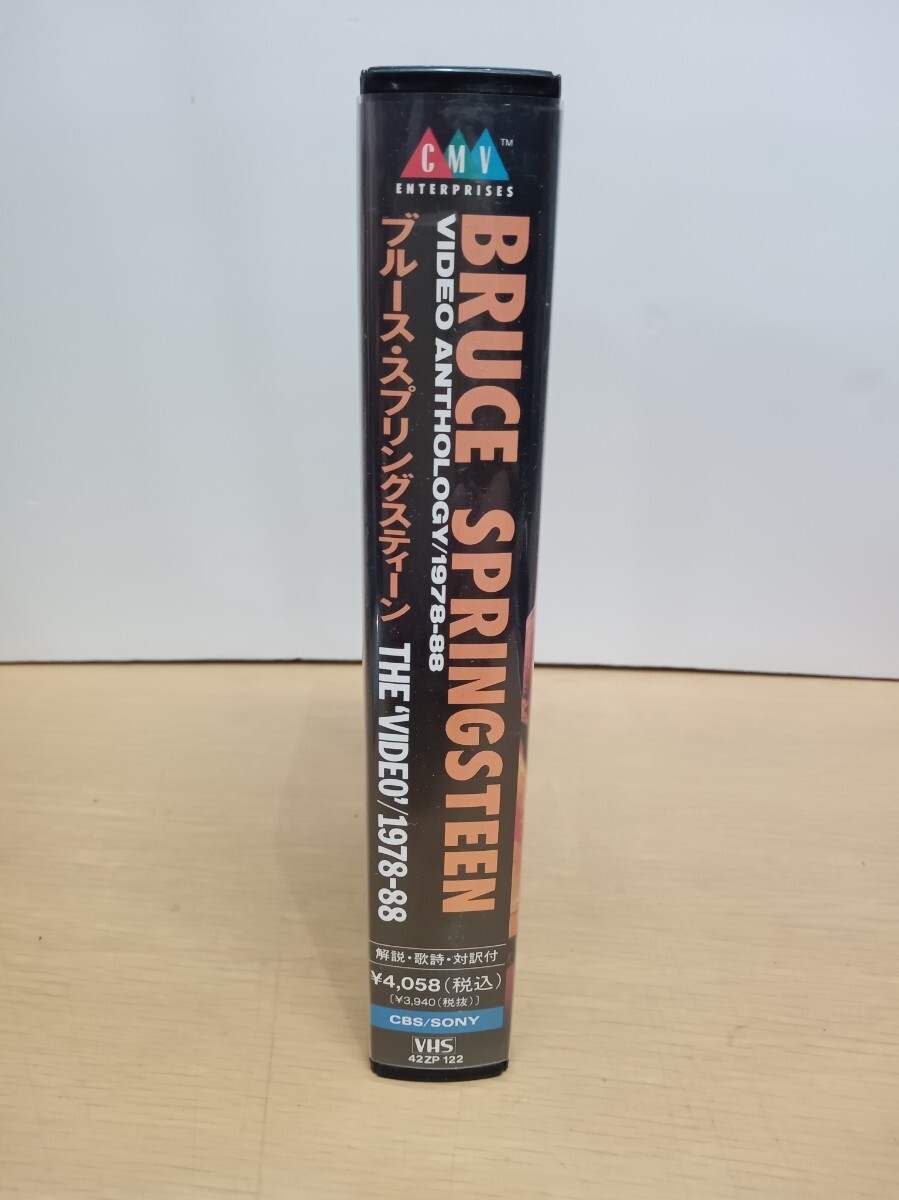 CMV™
ENTERPRISES
BRUCE SPRINGSTEEN
VIDEO ANTHOLOGY/1978-88
ブルース・スプリングスティーン THE 'VIDEO'/1978-88
解説・歌詩・対訳付
¥4,058(税込)
[¥3,940(税抜)]
CBS/SONY
VHS
42ZP 122